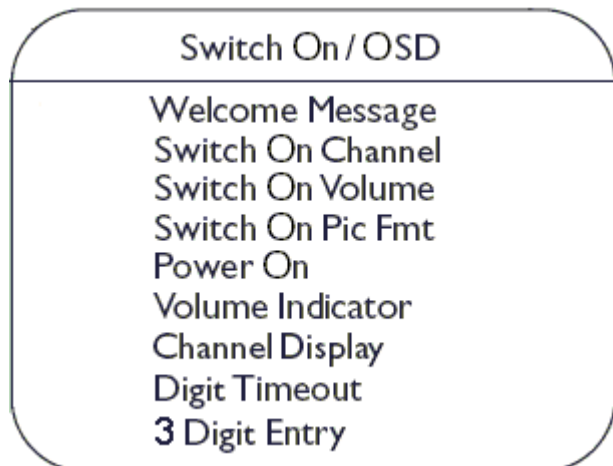 Switch On / OSD
Welcome Message
Switch On Channel
Switch On Volume
Switch On Pic Fmt
Power On
Volume Indicator
Channel Display
Digit Timeout
3 Digit Entry